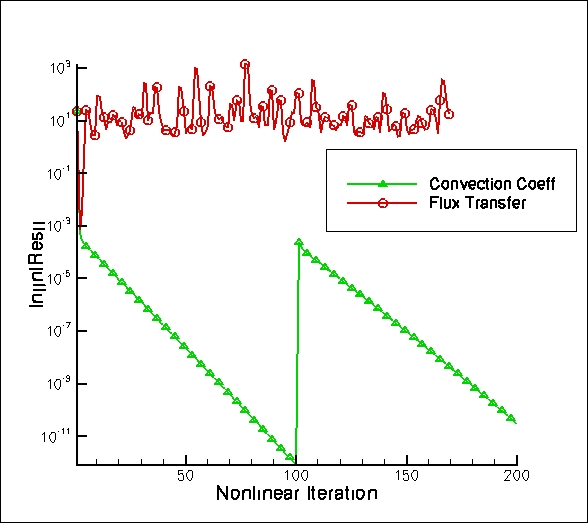 10³
10¹
10⁻¹
10⁻³
10⁻⁵
10⁻⁷
10⁻⁹
10⁻¹¹
ln||n||Res||
Convection Coeff
Flux Transfer
50 100 150 200
Nonlinear Iteration